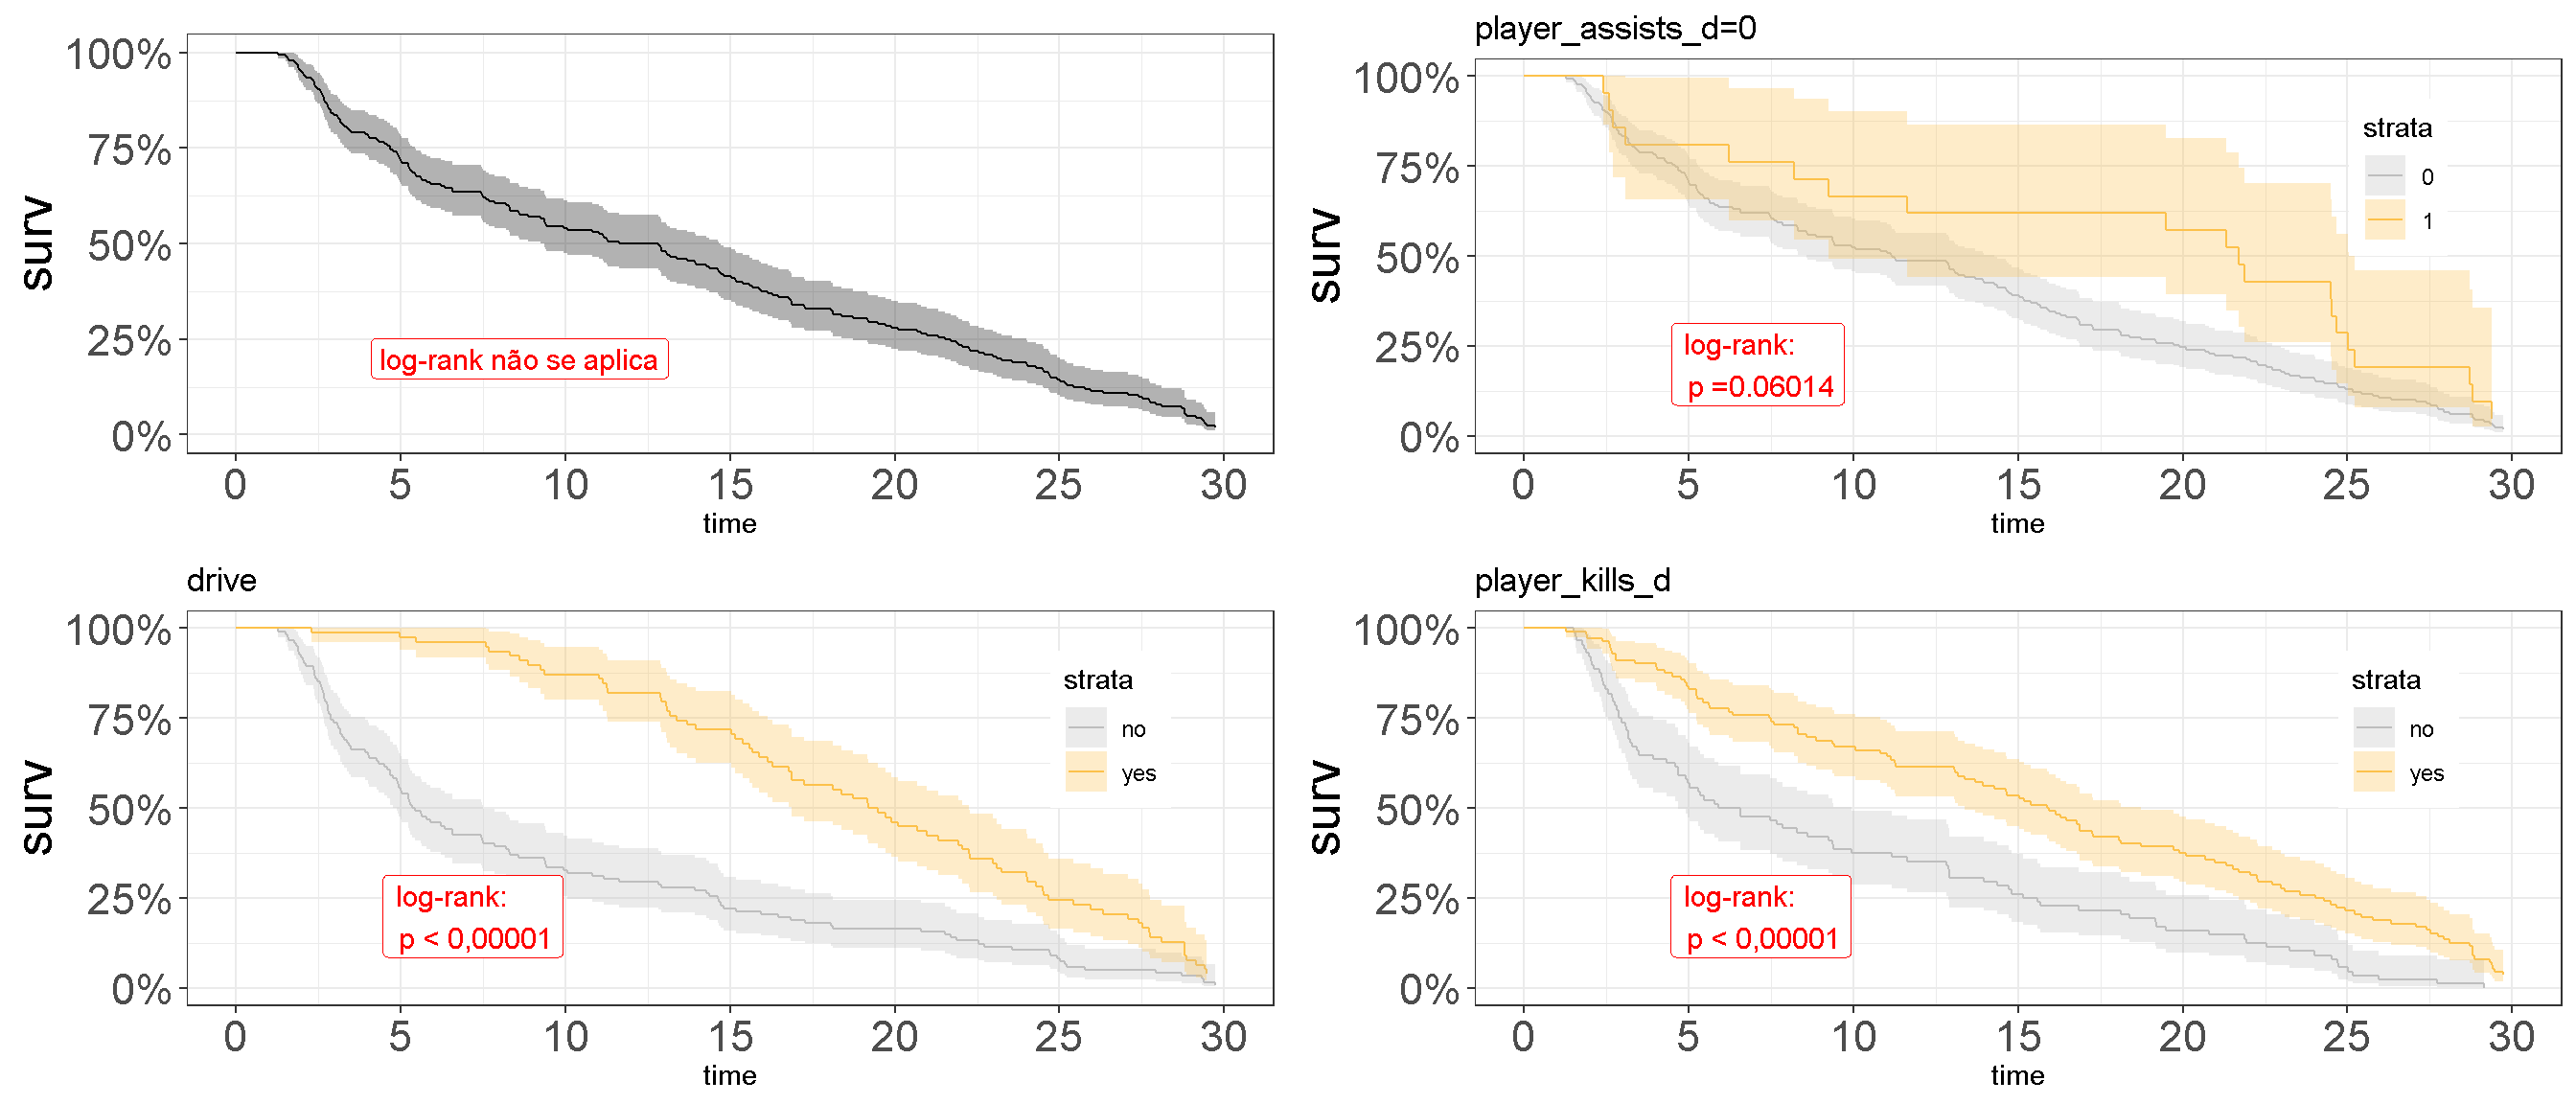 100%
75%
50%
25%
0%
surv
log-rank não se aplica
0 5 10 15 20 25 30
time
player_assists_d=0
100%
75%
50%
25%
0%
surv
strata
0
1
log-rank:
p =0.06014
0 5 10 15 20 25 30
time
drive
100%
75%
50%
25%
0%
surv
strata
no
yes
log-rank:
p < 0,00001
0 5 10 15 20 25 30
time
player_kills_d
100%
75%
50%
25%
0%
surv
strata
no
yes
log-rank:
p < 0,00001
0 5 10 15 20 25 30
time